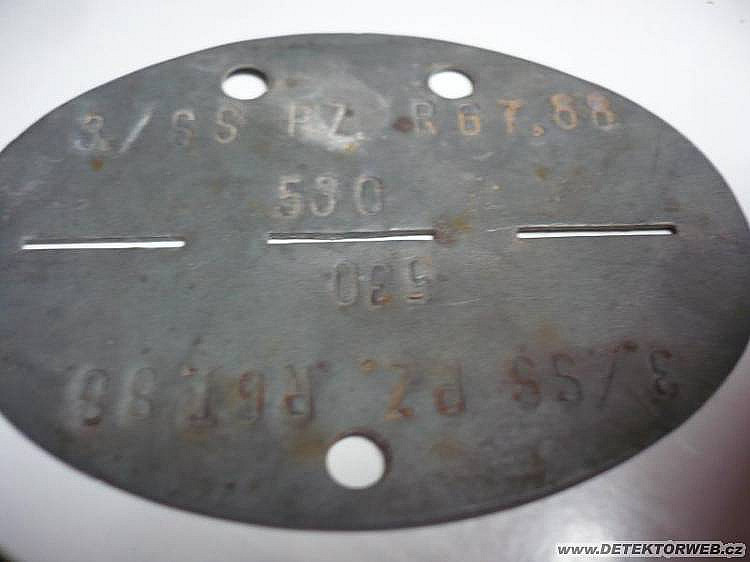 3./SS PZ. RGT. 88
530
530
3./SS PZ. RGT. 88
www.DETEKTORWEB.cz